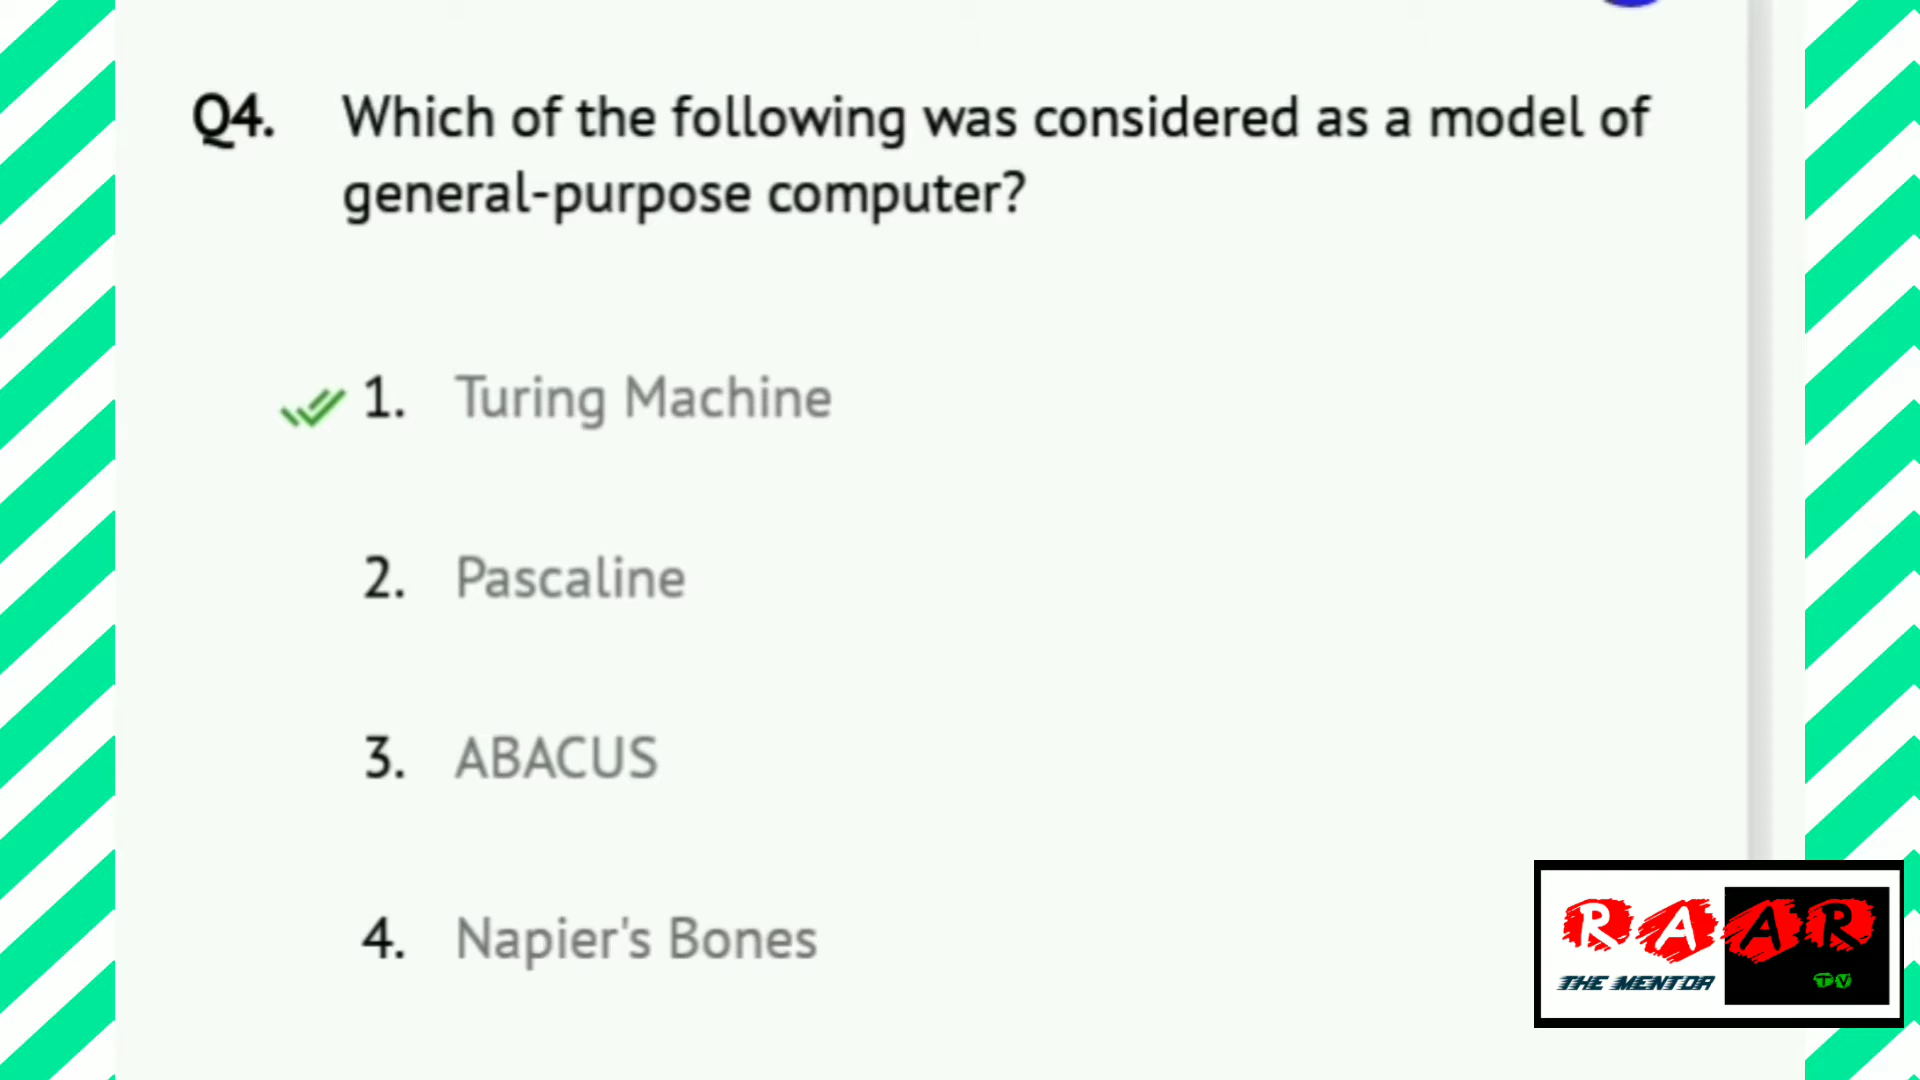 Q4. Which of the following was considered as a model of
general-purpose computer?
1. Turing Machine
2. Pascaline
3. ABACUS
4. Napier's Bones
RAAR
THE MENTOR TV